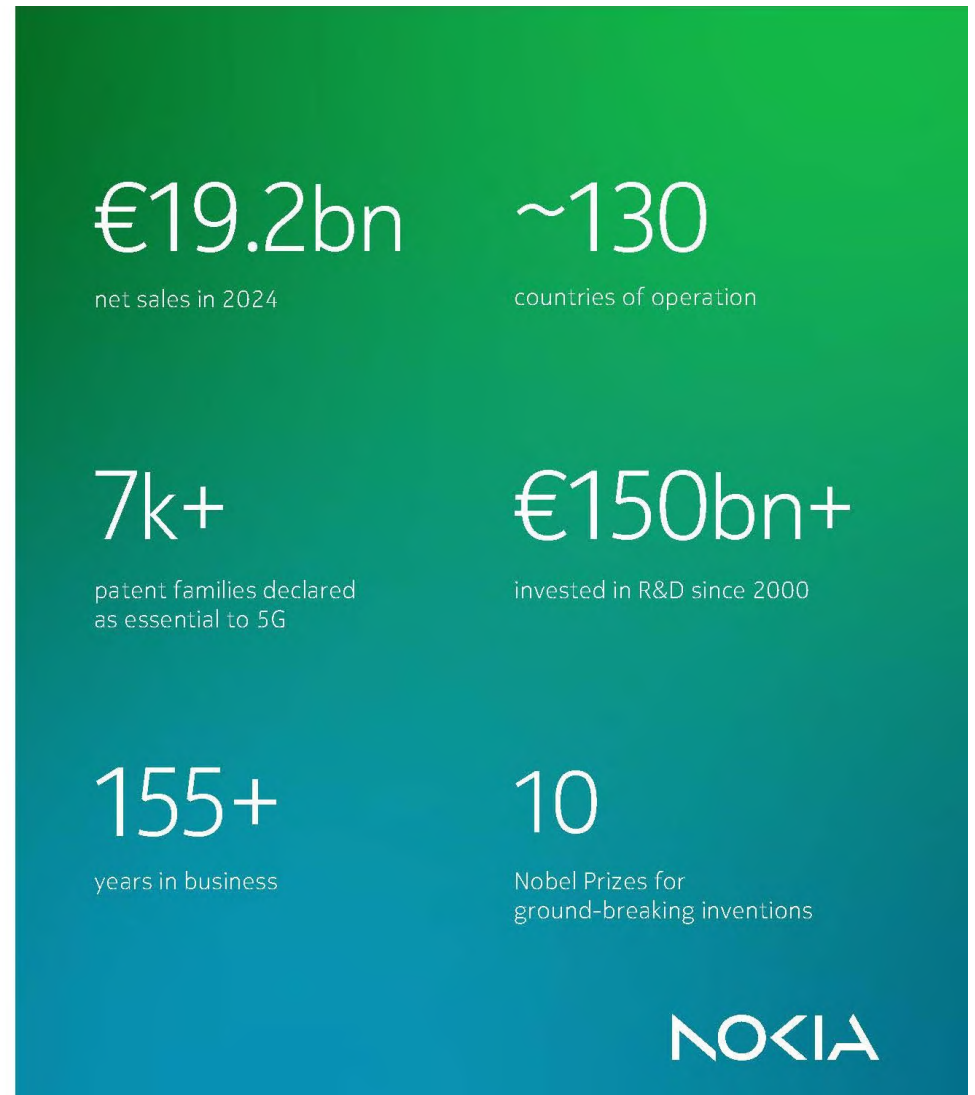 €19.2bn
net sales in 2024
~130
countries of operation
7k+
patent families declared
as essential to 5G
€150bn+
invested in R&D since 2000
155+
years in business
10
Nobel Prizes for
ground-breaking inventions
NOKIA